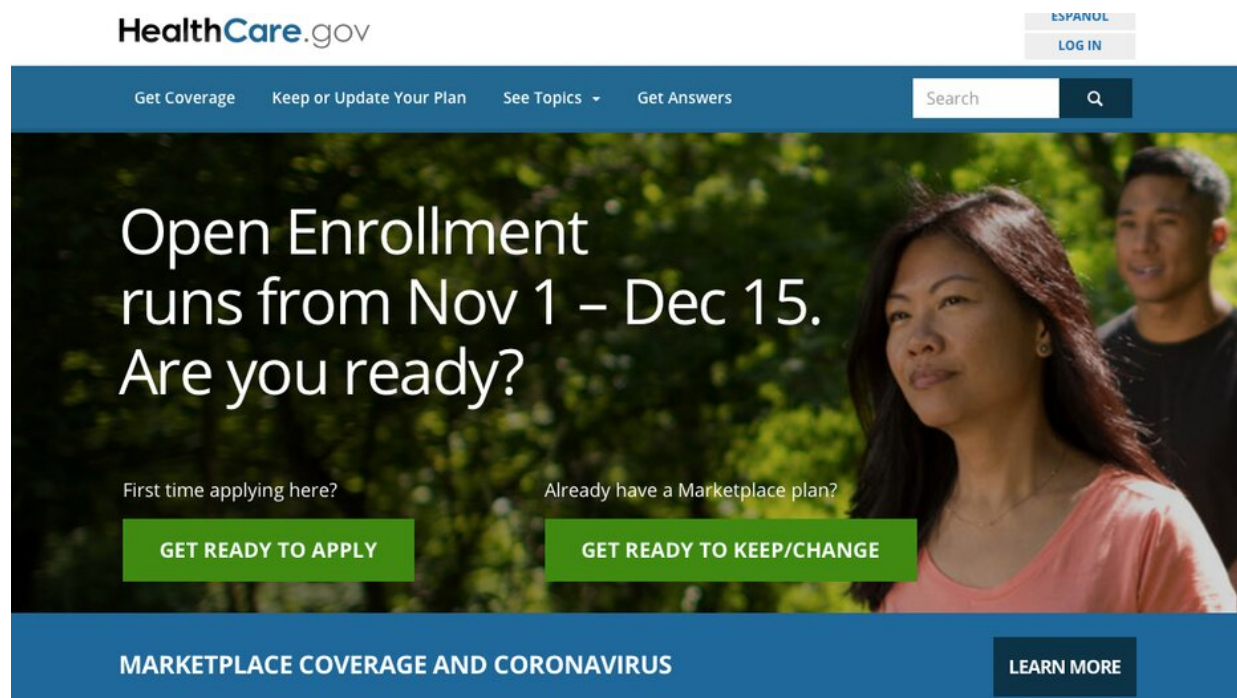 HealthCare.gov
ESPAÑOL
LOG IN
Get Coverage Keep or Update Your Plan See Topics Get Answers Search
Open Enrollment
runs from Nov 1 – Dec 15.
Are you ready?
First time applying here? Already have a Marketplace plan?
GET READY TO APPLY GET READY TO KEEP/CHANGE
MARKETPLACE COVERAGE AND CORONAVIRUS LEARN MORE